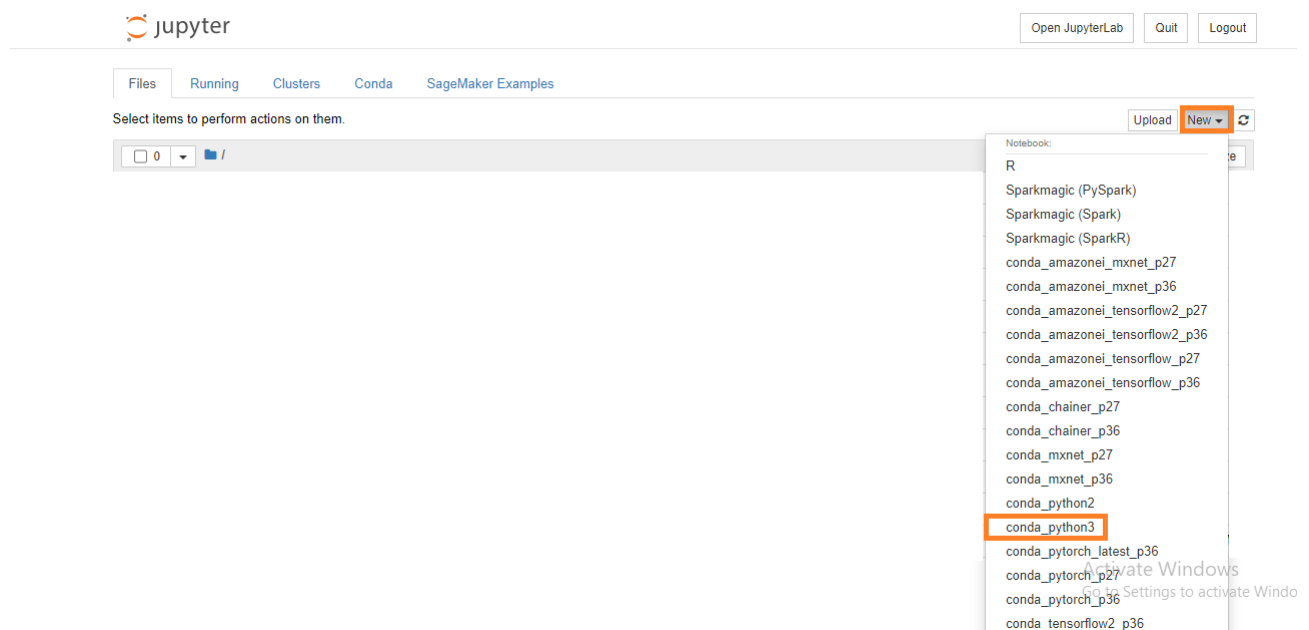 jupyter
Open JupyterLab Quit Logout
Files Running Clusters Conda SageMaker Examples
Select items to perform actions on them.
Upload New
0 /
Notebook:
R
Sparkmagic (PySpark)
Sparkmagic (Spark)
Sparkmagic (SparkR)
conda_amazonei_mxnet_p27
conda_amazonei_mxnet_p36
conda_amazonei_tensorflow2_p27
conda_amazonei_tensorflow2_p36
conda_amazonei_tensorflow_p27
conda_amazonei_tensorflow_p36
conda_chainer_p27
conda_chainer_p36
conda_mxnet_p27
conda_mxnet_p36
conda_python2
conda_python3
conda_pytorch_latest_p36
conda_pytorch_p27
conda_pytorch_p36
conda_tensorflow2_p36
Activate Windows
Go to Settings to activate Windo